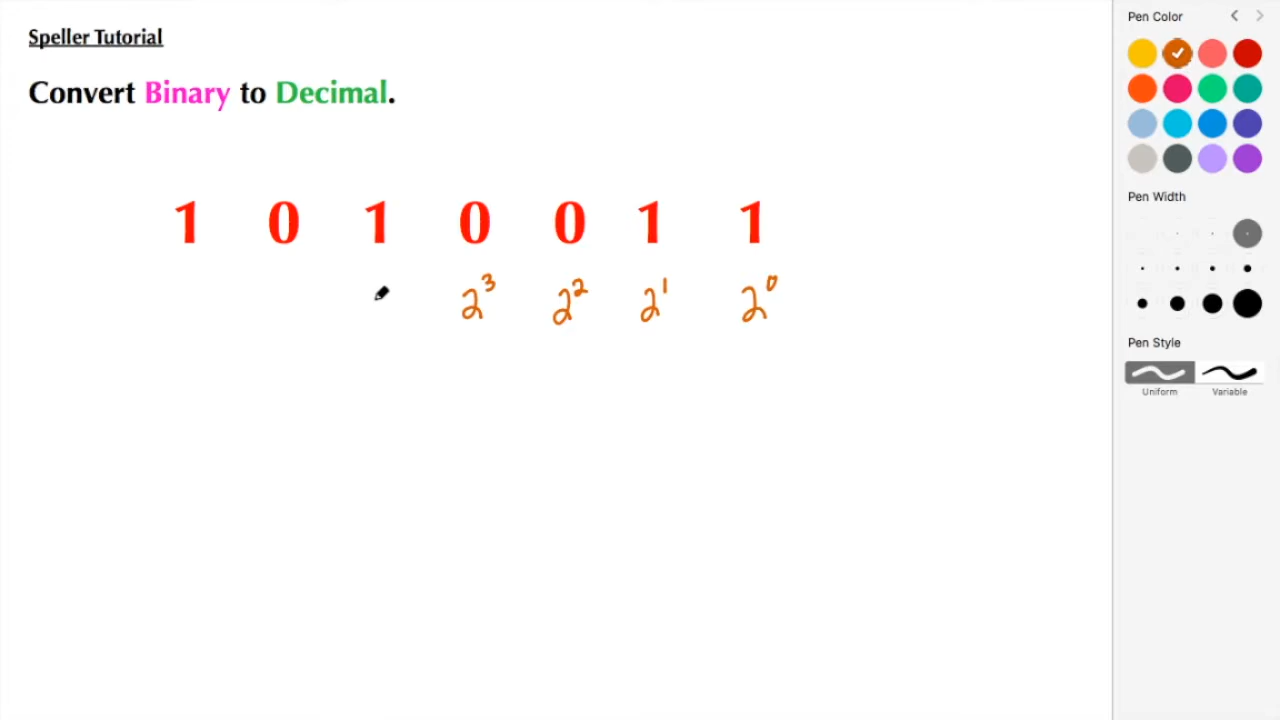 Speller Tutorial
Convert Binary to Decimal.
1 0 1 0 0 1 1
2³ 2² 2¹ 2⁰
Pen Color
Pen Width
Pen Style
Uniform Variable